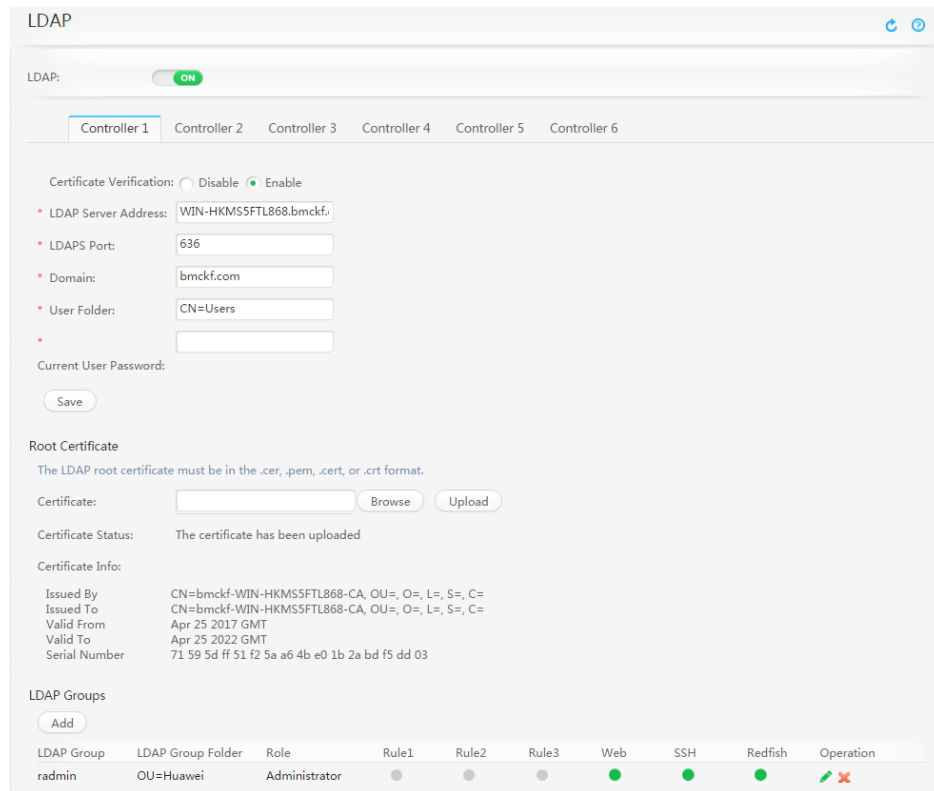 LDAP
LDAP: ON
Controller 1 Controller 2 Controller 3 Controller 4 Controller 5 Controller 6
Certificate Verification: Disable Enable
* LDAP Server Address: WIN-HKMS5FTL868.bmckf.
* LDAPS Port: 636
* Domain: bmckf.com
* User Folder: CN=Users
*
Current User Password:
Save
Root Certificate
The LDAP root certificate must be in the .cer, .pem, .cert, or .crt format.
Certificate: Browse Upload
Certificate Status: The certificate has been uploaded
Certificate Info:
Issued By CN=bmckf-WIN-HKMS5FTL868-CA, OU=, O=, L=, S=, C=
Issued To CN=bmckf-WIN-HKMS5FTL868-CA, OU=, O=, L=, S=, C=
Valid From Apr 25 2017 GMT
Valid To Apr 25 2022 GMT
Serial Number 71 59 5d ff 51 f2 5a a6 4b e0 1b 2a bd f5 dd 03
LDAP Groups
Add
LDAP Group LDAP Group Folder Role Rule1 Rule2 Rule3 Web SSH Redfish Operation
radmin OU=Huawei Administrator